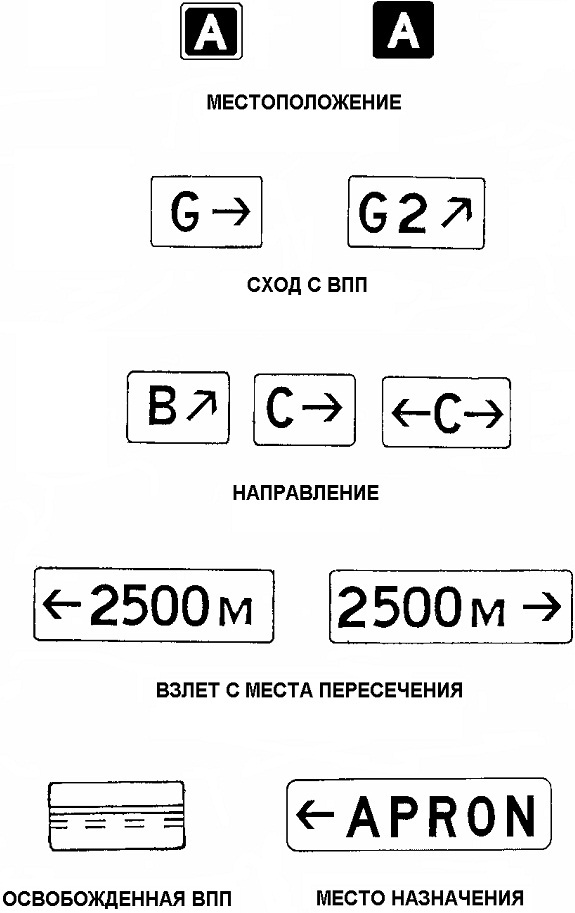 A A
МЕСТОПОЛОЖЕНИЕ
G→ G2↗
СХОД С ВПП
B↗ C→ ←C→
НАПРАВЛЕНИЕ
←2500м 2500м→
ВЗЛЕТ С МЕСТА ПЕРЕСЕЧЕНИЯ
←APRON
ОСВОБОЖДЕННАЯ ВПП МЕСТО НАЗНАЧЕНИЯ